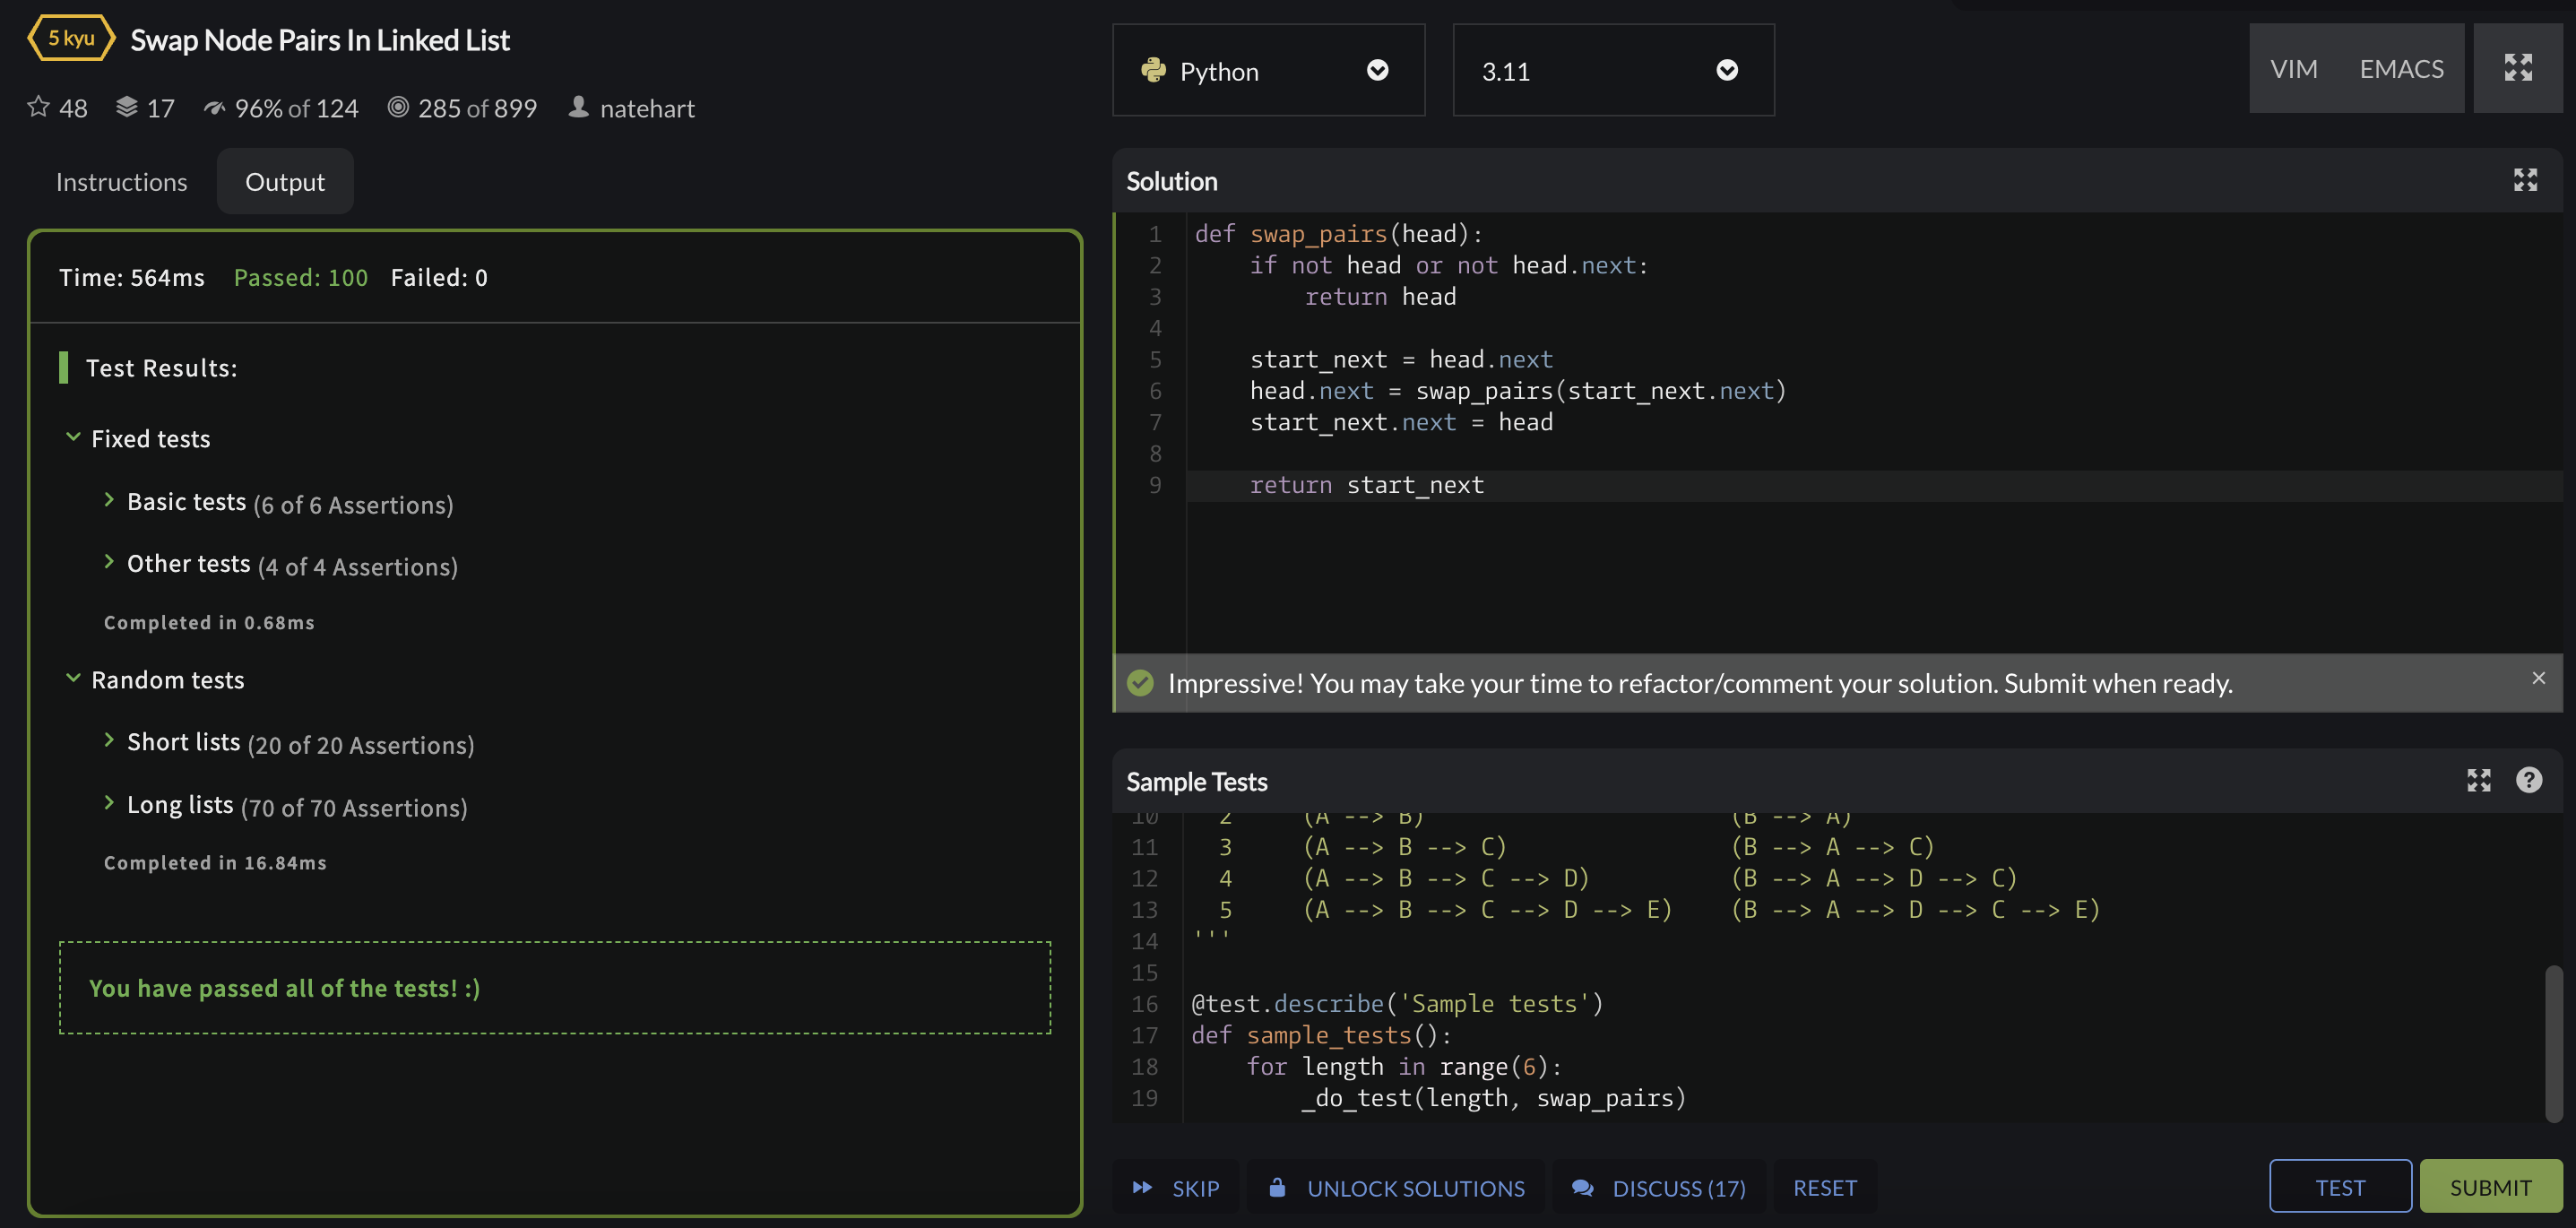 5 kyu Swap Node Pairs In Linked List
48 17 96% of 124 285 of 899 natehart
Instructions Output
Time: 564ms Passed: 100 Failed: 0
Test Results:
Fixed tests
Basic tests (6 of 6 Assertions)
Other tests (4 of 4 Assertions)
Completed in 0.68ms
Random tests
Short lists (20 of 20 Assertions)
Long lists (70 of 70 Assertions)
Completed in 16.84ms
You have passed all of the tests! :)
Python 3.11 VIM EMACS
Solution
1 def swap_pairs(head):
2     if not head or not head.next:
3         return head
4
5     start_next = head.next
6     head.next = swap_pairs(start_next.next)
7     start_next.next = head
8
9     return start_next
Impressive! You may take your time to refactor/comment your solution. Submit when ready.
Sample Tests
10   2     (A --> B)                       (B --> A)
11   3     (A --> B --> C)                 (B --> A --> C)
12   4     (A --> B --> C --> D)           (B --> A --> D --> C)
13   5     (A --> B --> C --> D --> E)     (B --> A --> D --> C --> E)
14 '''
15
16 @test.describe('Sample tests')
17 def sample_tests():
18     for length in range(6):
19         _do_test(length, swap_pairs)
SKIP UNLOCK SOLUTIONS DISCUSS (17) RESET TEST SUBMIT